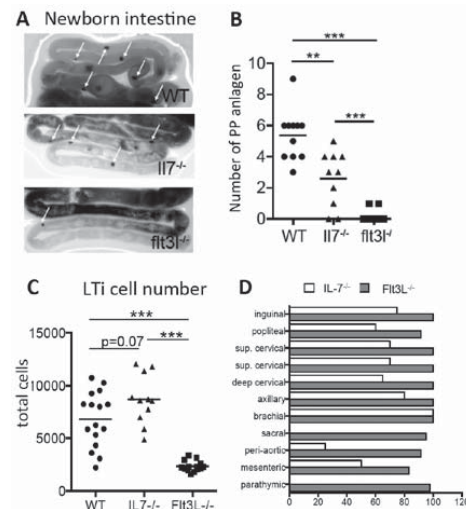 A Newborn intestine
WT
Il7-/-
flt3l-/-
B
Number of PP anlagen
10
8
6
4
2
0
***
**
***
WT Il7-/- flt3l-/
C LTi cell number
total cells
15000
10000
5000
0
***
p=0.07 ***
WT IL7-/- Flt3L-/-
D
IL-7-/- Flt3L-/-
inguinal
popliteal
sup. cervical
sup. cervical
deep cervical
axillary
brachial
sacral
peri-aortic
mesenteric
parathymic
0 20 40 60 80 100 120